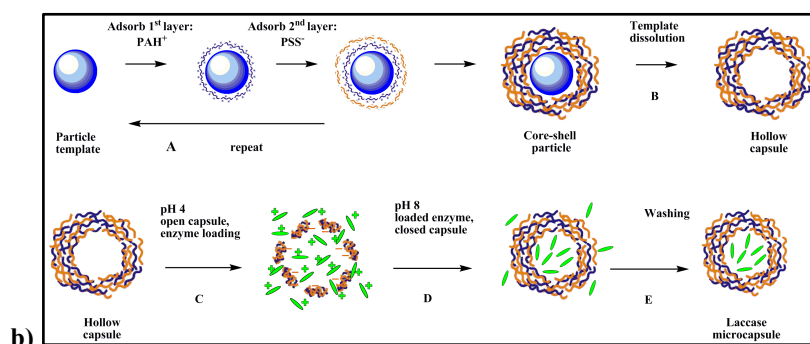 Adsorb 1st layer:
PAH+
Adsorb 2nd layer:
PSS-
Template
dissolution
B
Particle
template
A
repeat
Core-shell
particle
Hollow
capsule
pH 4
open capsule,
enzyme loading
pH 8
loaded enzyme,
closed capsule
Washing
C
D
E
Hollow
capsule
Laccase
microcapsule
b)